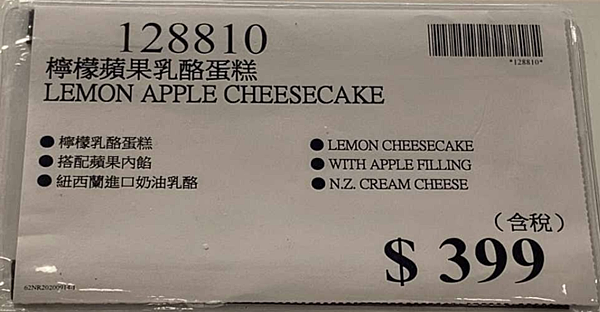 128810
*128810*
檸檬蘋果乳酪蛋糕
LEMON APPLE CHEESECAKE
● 檸檬乳酪蛋糕
● 搭配蘋果內餡
● 紐西蘭進口奶油乳酪
● LEMON CHEESECAKE
● WITH APPLE FILLING
● N.Z. CREAM CHEESE
（含稅）
$ 399